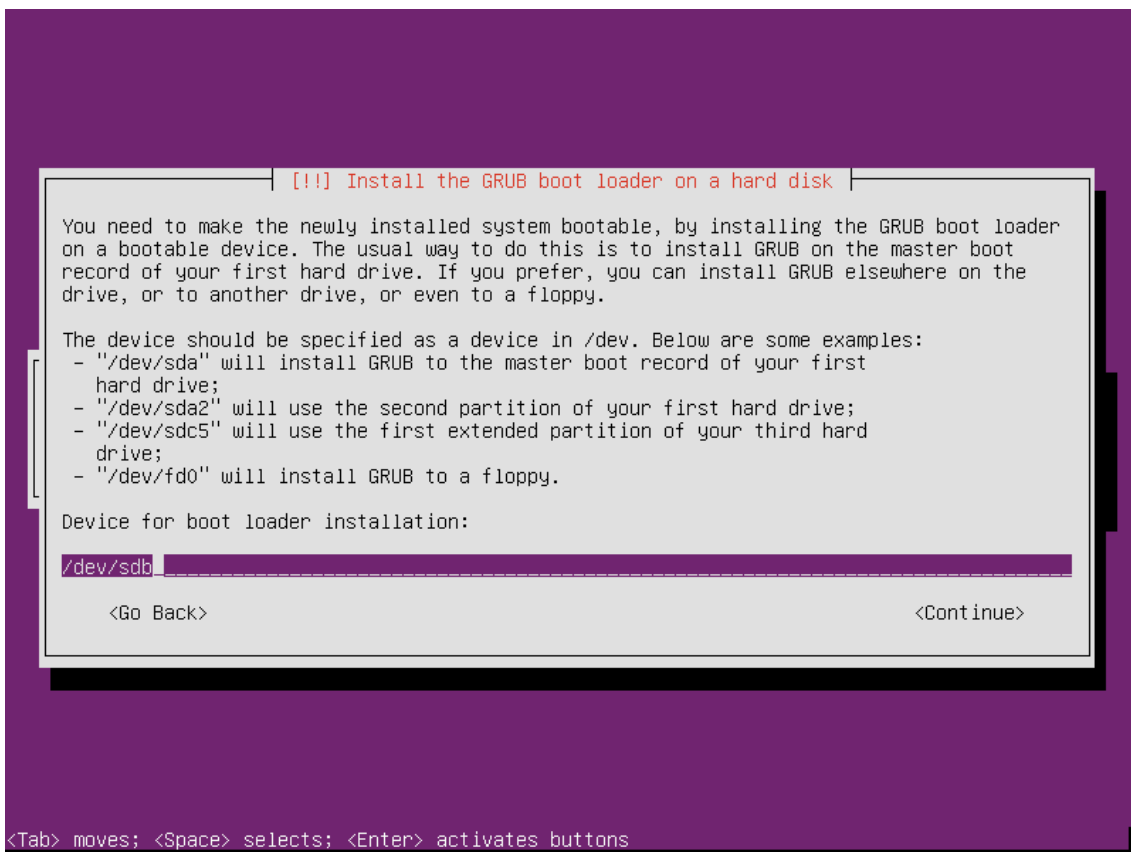 [!!] Install the GRUB boot loader on a hard disk
You need to make the newly installed system bootable, by installing the GRUB boot loader
on a bootable device. The usual way to do this is to install GRUB on the master boot
record of your first hard drive. If you prefer, you can install GRUB elsewhere on the
drive, or to another drive, or even to a floppy.
The device should be specified as a device in /dev. Below are some examples:
- "/dev/sda" will install GRUB to the master boot record of your first
hard drive;
- "/dev/sda2" will use the second partition of your first hard drive;
- "/dev/sdc5" will use the first extended partition of your third hard
drive;
- "/dev/fd0" will install GRUB to a floppy.
Device for boot loader installation:
/dev/sdb
<Go Back> <Continue>
<Tab> moves; <Space> selects; <Enter> activates buttons